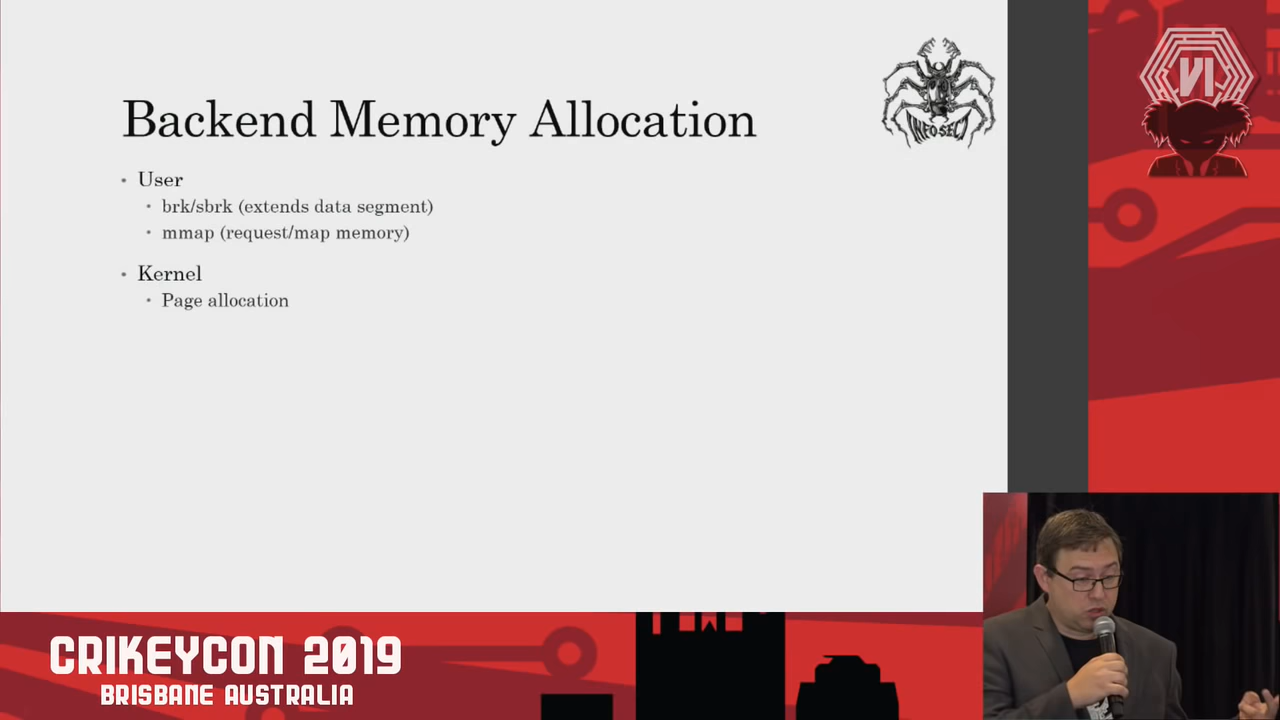 Backend Memory Allocation
• User
• brk/sbrk (extends data segment)
• mmap (request/map memory)
• Kernel
• Page allocation
INFOSECT
VI
CRIKEYCON 2019
BRISBANE AUSTRALIA